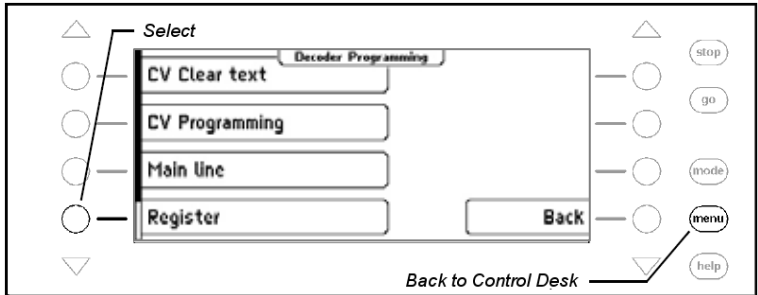 Select
Decoder Programming
stop
CV Clear text
go
CV Programming
Main line
mode
Register
Back
menu
help
Back to Control Desk